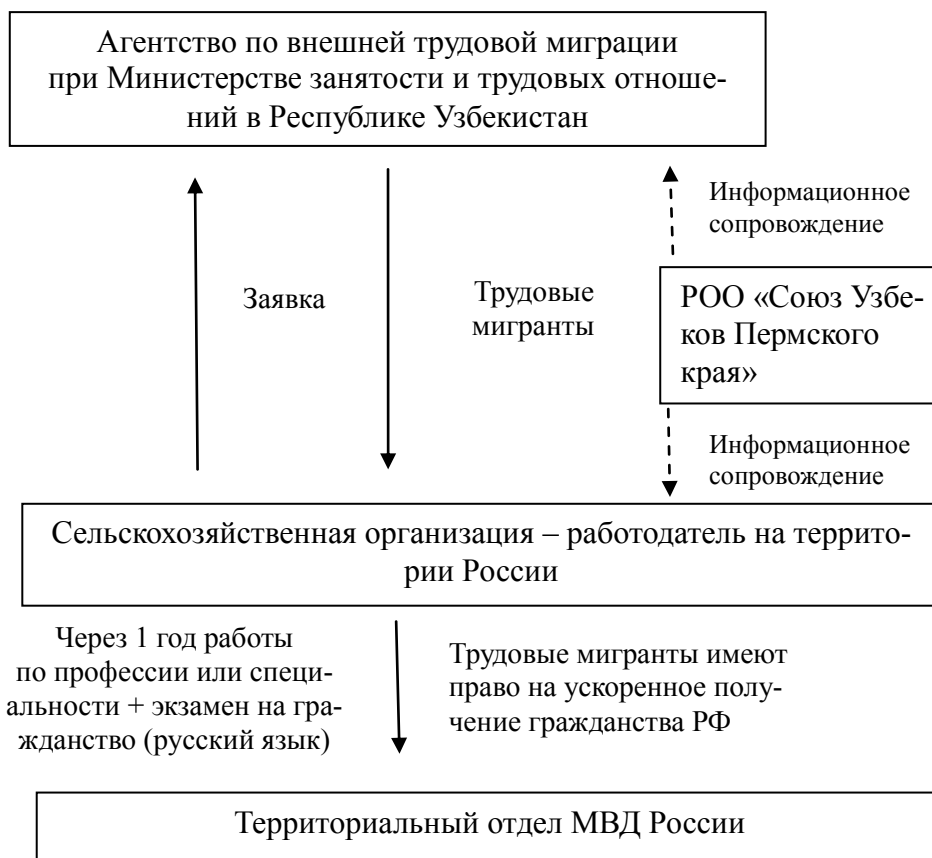 Агентство по внешней трудовой миграции
при Министерстве занятости и трудовых отноше-
ний в Республике Узбекистан
Информационное
сопровождение
Заявка
Трудовые
мигранты
РОО «Союз Узбе-
ков Пермского
края»
Информационное
сопровождение
Сельскохозяйственная организация – работодатель на террито-
рии России
Через 1 год работы
по профессии или специ-
альности + экзамен на гра-
жданство (русский язык)
Трудовые мигранты имеют
право на ускоренное полу-
чение гражданства РФ
Территориальный отдел МВД России